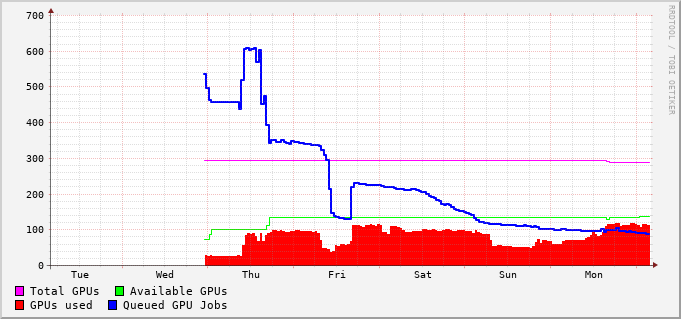 700
600
500
400
300
200
100
0
Tue Wed Thu Fri Sat Sun Mon
Total GPUs Available GPUs
GPUs used Queued GPU Jobs
RRDTOOL / TOBI OETIKER